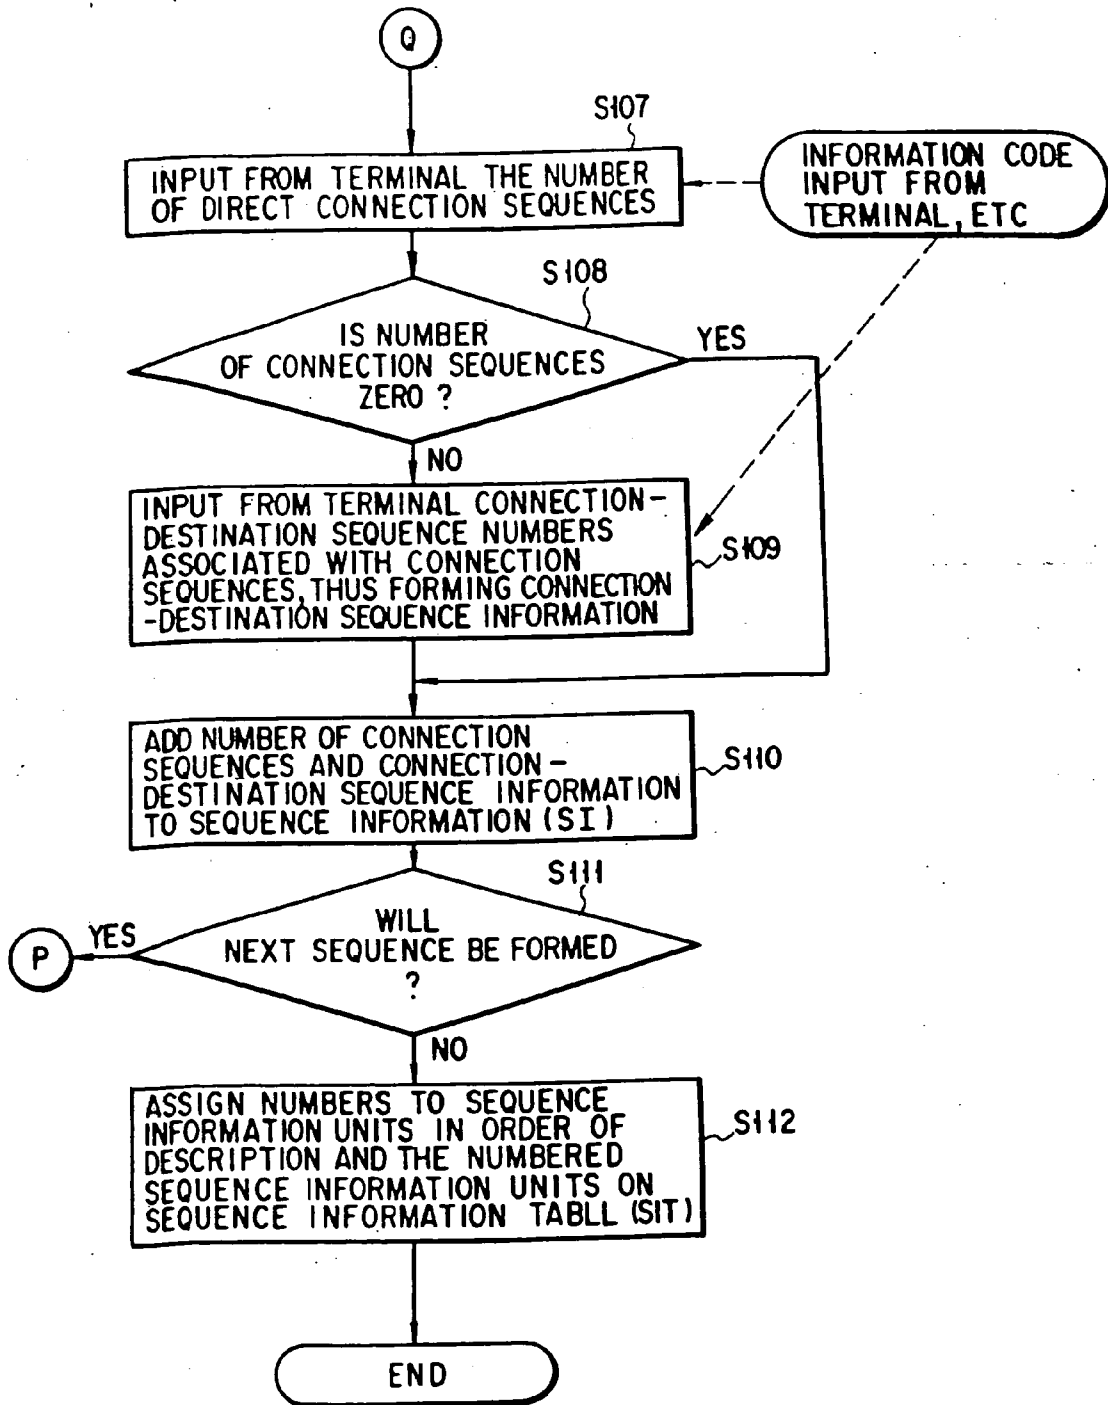 Q
S107
INPUT FROM TERMINAL THE NUMBER
OF DIRECT CONNECTION SEQUENCES
INFORMATION CODE
INPUT FROM
TERMINAL, ETC
S108
IS NUMBER
OF CONNECTION SEQUENCES
ZERO ?
YES
NO
INPUT FROM TERMINAL CONNECTION-
DESTINATION SEQUENCE NUMBERS
ASSOCIATED WITH CONNECTION
SEQUENCES, THUS FORMING CONNECTION
-DESTINATION SEQUENCE INFORMATION
S109
ADD NUMBER OF CONNECTION
SEQUENCES AND CONNECTION-
DESTINATION SEQUENCE INFORMATION
TO SEQUENCE INFORMATION (SI)
S110
S111
WILL
NEXT SEQUENCE BE FORMED
?
YES
P
NO
ASSIGN NUMBERS TO SEQUENCE
INFORMATION UNITS IN ORDER OF
DESCRIPTION AND THE NUMBERED
SEQUENCE INFORMATION UNITS ON
SEQUENCE INFORMATION TABLL (SIT)
S112
END